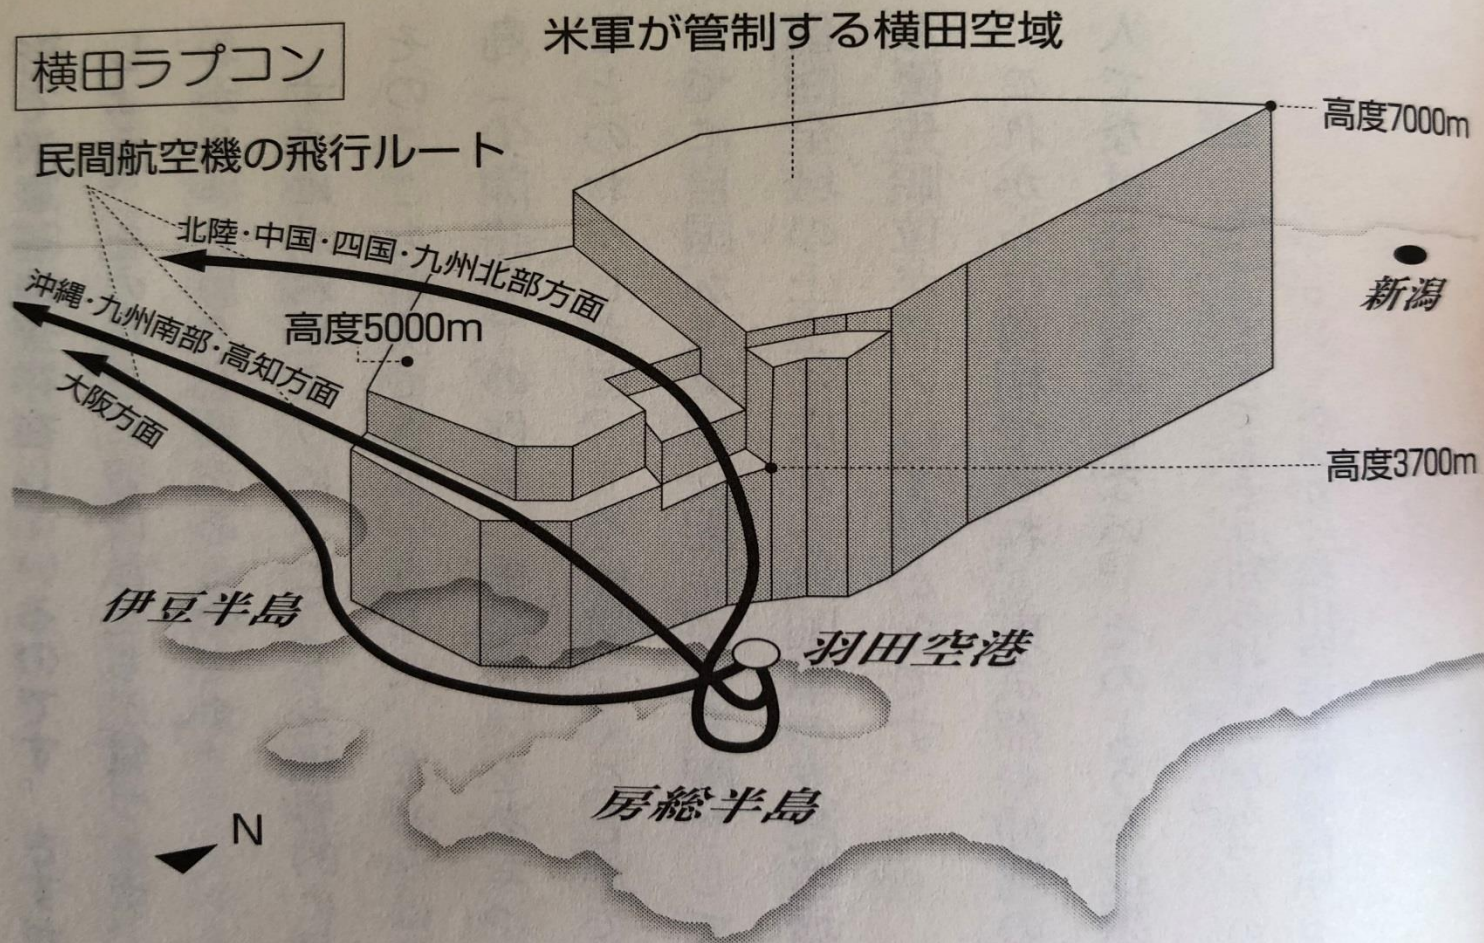 横田ラプコン
米軍が管制する横田空域
民間航空機の飛行ルート
高度7000m
北陸・中国・四国・九州北部方面
沖縄・九州南部・高知方面
高度5000m
大阪方面
新潟
高度3700m
伊豆半島
羽田空港
房総半島
N